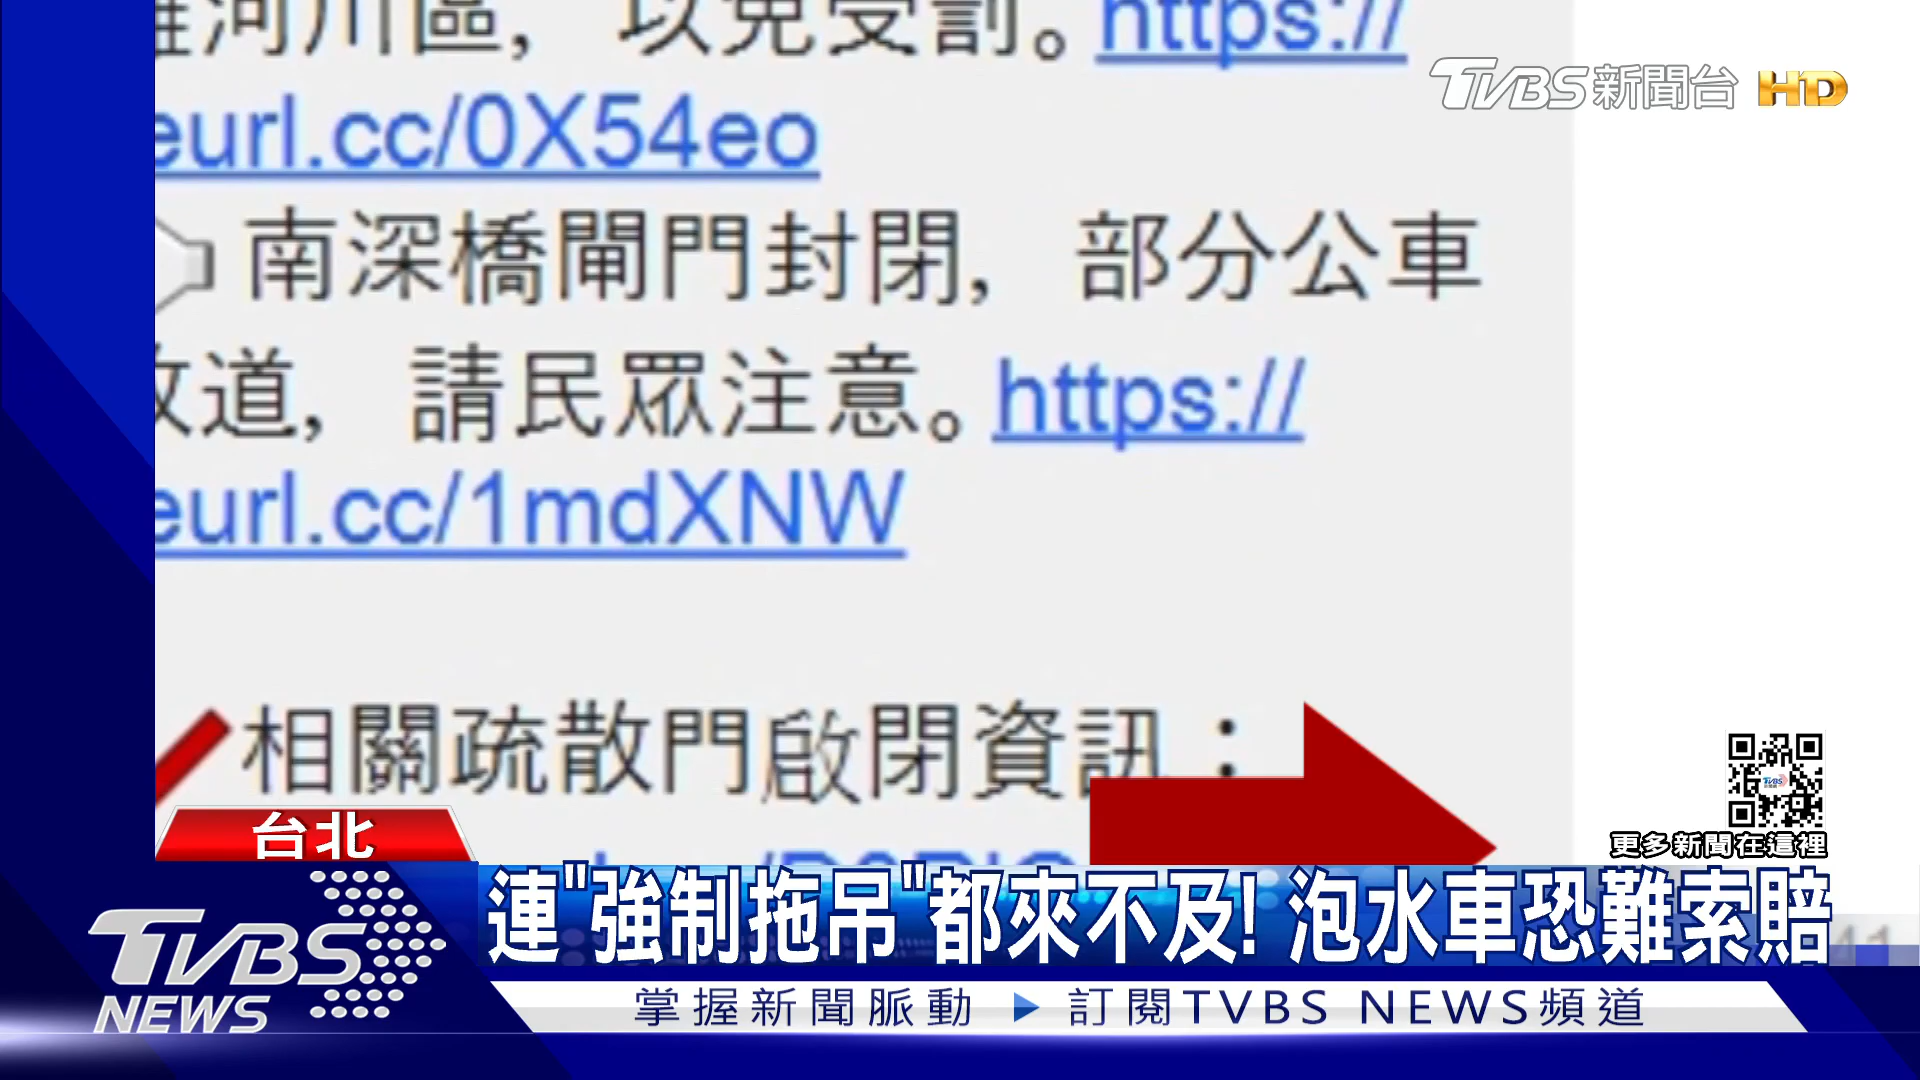 河川區，以免受罰。https://
eurl.cc/0X54eo
TVBS新聞台 HD
南深橋閘門封閉，部分公車
改道，請民眾注意。https://
eurl.cc/1mdXNW
相關疏散門啟閉資訊：
更多新聞在這裡
台北
連"強制拖吊"都來不及! 泡水車恐難索賠
TVBS NEWS
掌握新聞脈動 ▶ 訂閱TVBS NEWS頻道